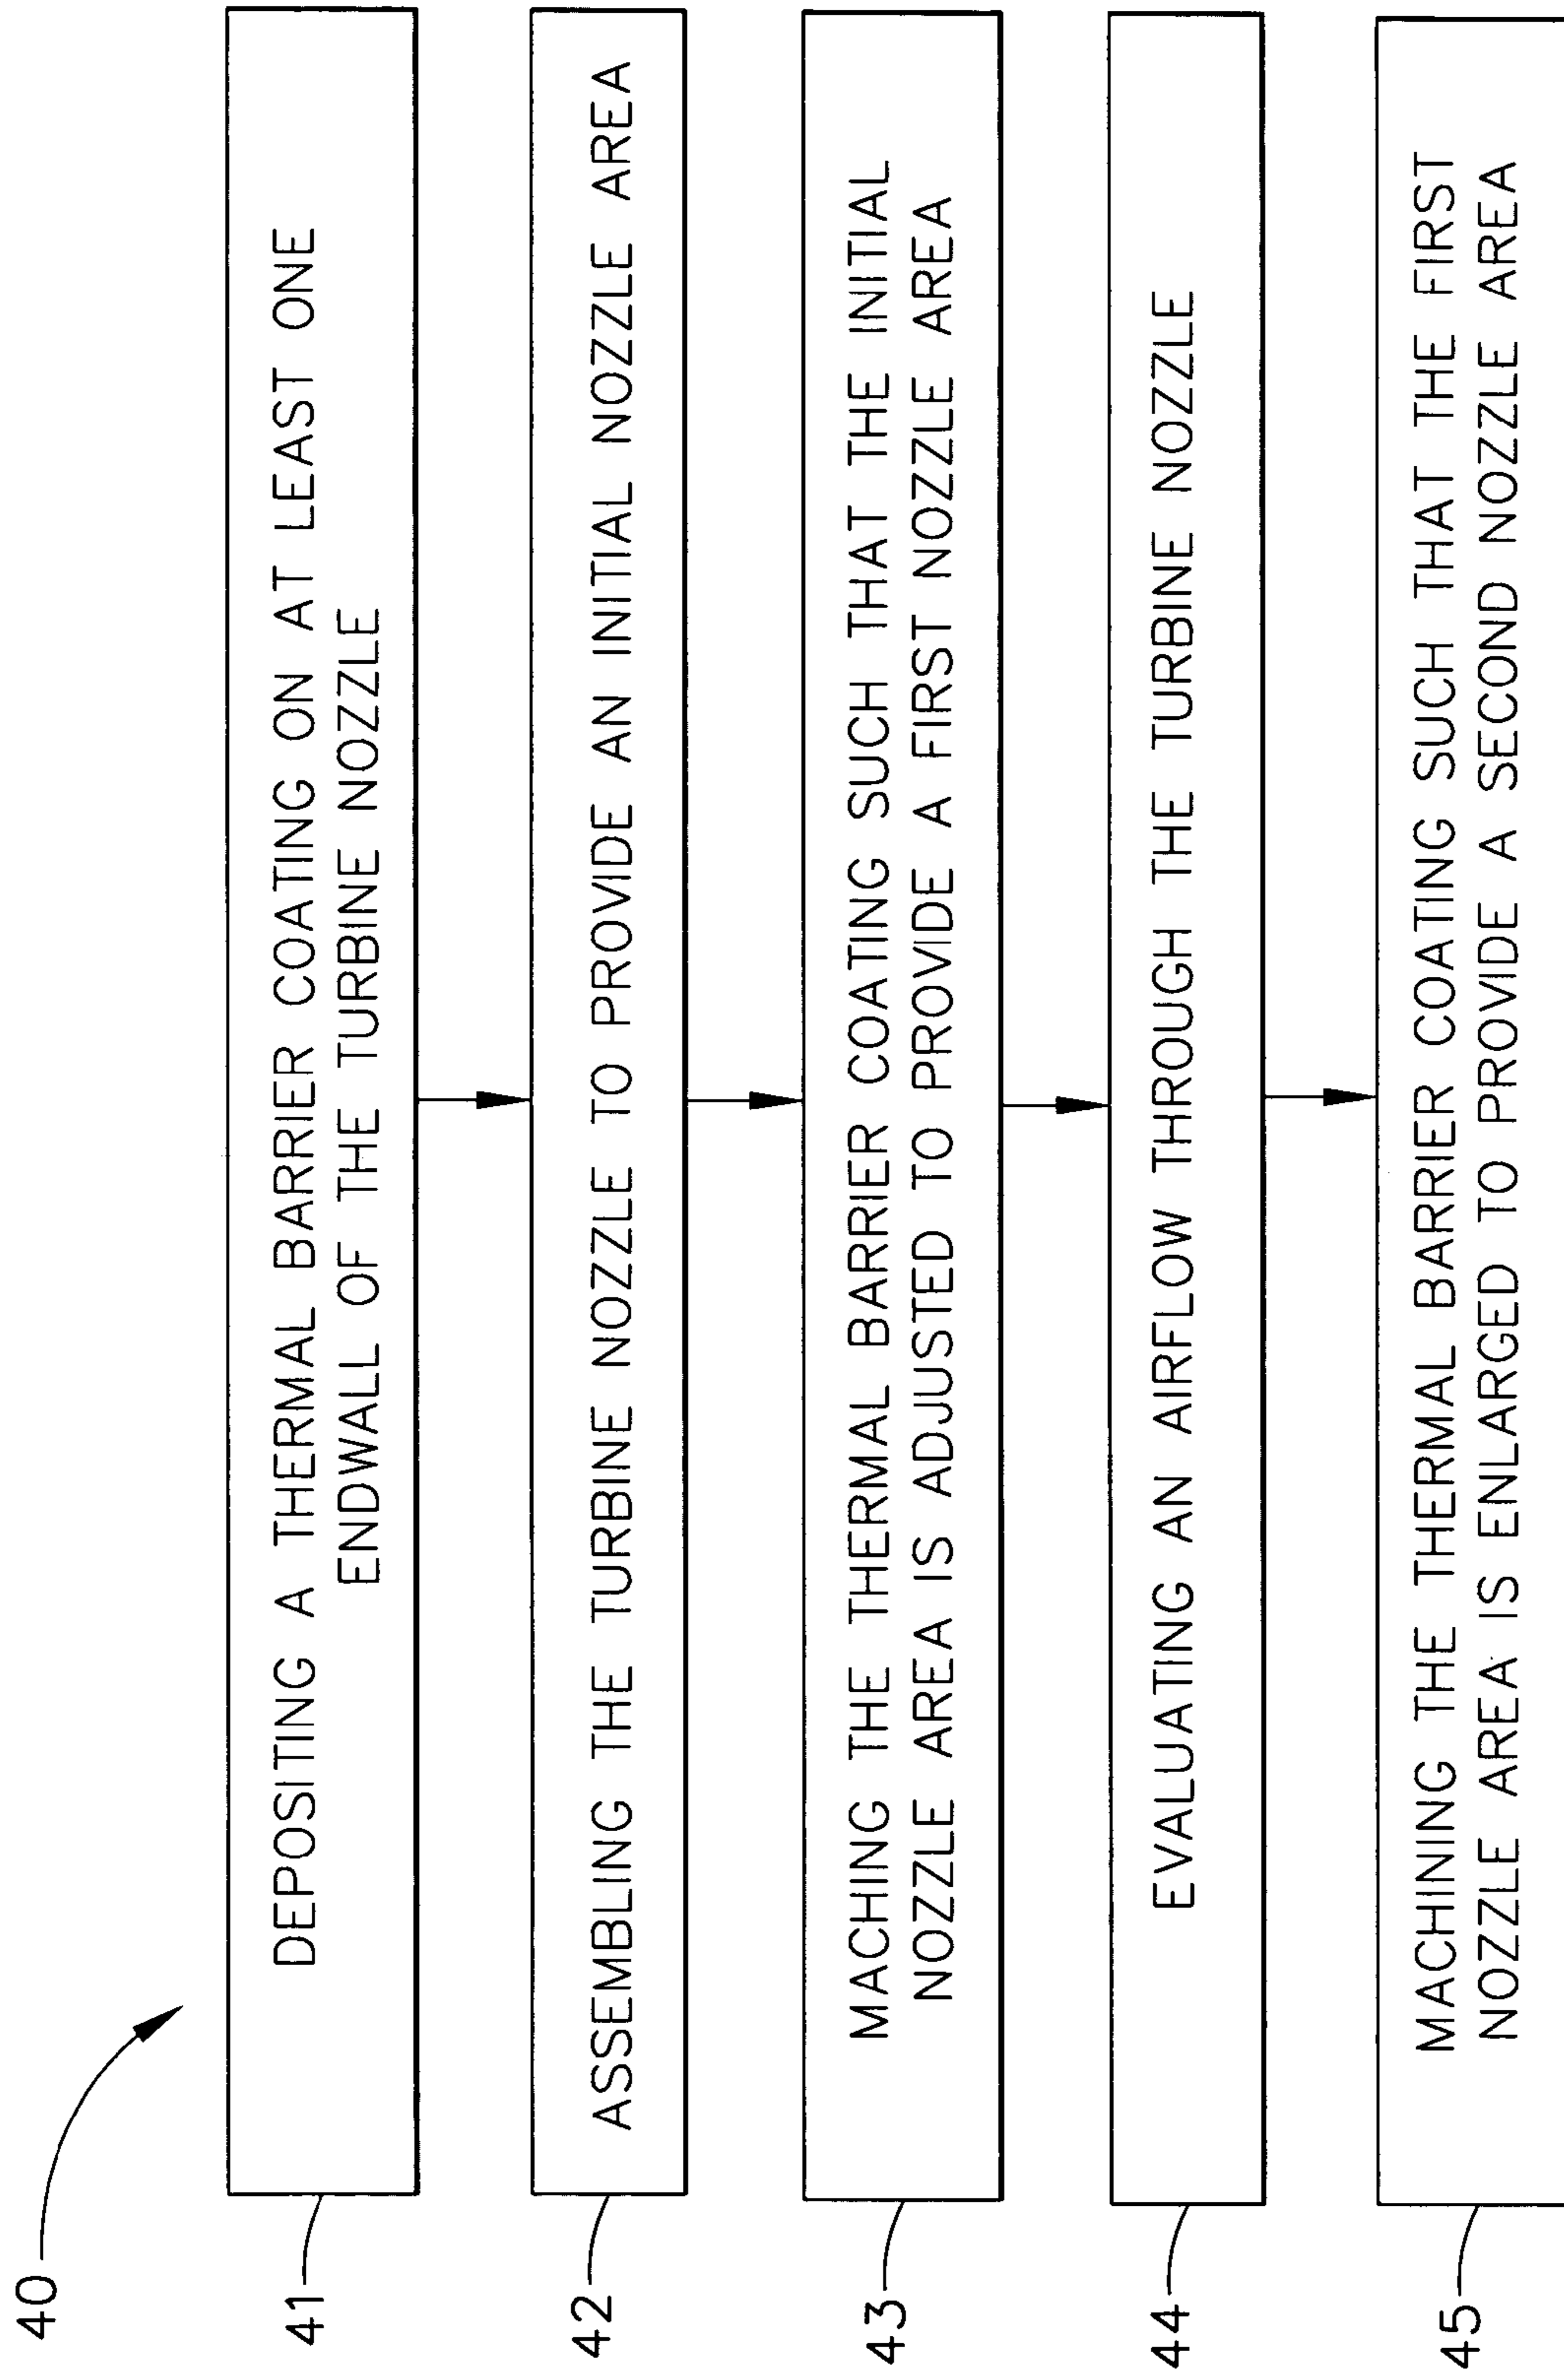 40
41
DEPOSITING A THERMAL BARRIER COATING ON AT LEAST ONE
ENDWALL OF THE TURBINE NOZZLE
42
ASSEMBLING THE TURBINE NOZZLE TO PROVIDE AN INITIAL NOZZLE AREA
43
MACHING THE THERMAL BARRIER COATING SUCH THAT THE INITIAL
NOZZLE AREA IS ADJUSTED TO PROVIDE A FIRST NOZZLE AREA
44
EVALUATING AN AIRFLOW THROUGH THE TURBINE NOZZLE
45
MACHINING THE THERMAL BARRIER COATING SUCH THAT THE FIRST
NOZZLE AREA IS ENLARGED TO PROVIDE A SECOND NOZZLE AREA